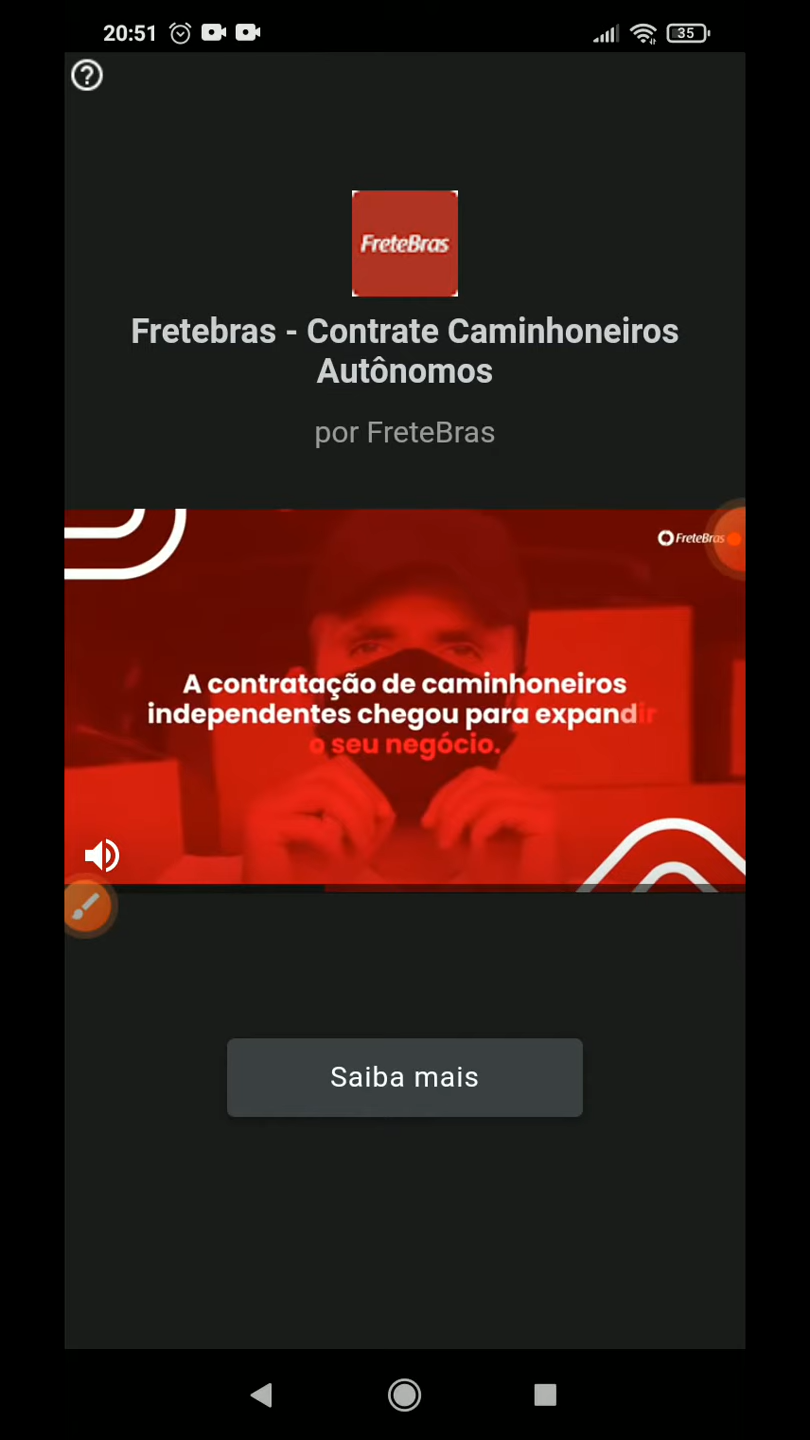 20:51
35
FreteBras
Fretebras - Contrate Caminhoneiros
Autônomos
por FreteBras
FreteBras
A contratação de caminhoneiros
independentes chegou para expandir
o seu negócio.
Saiba mais